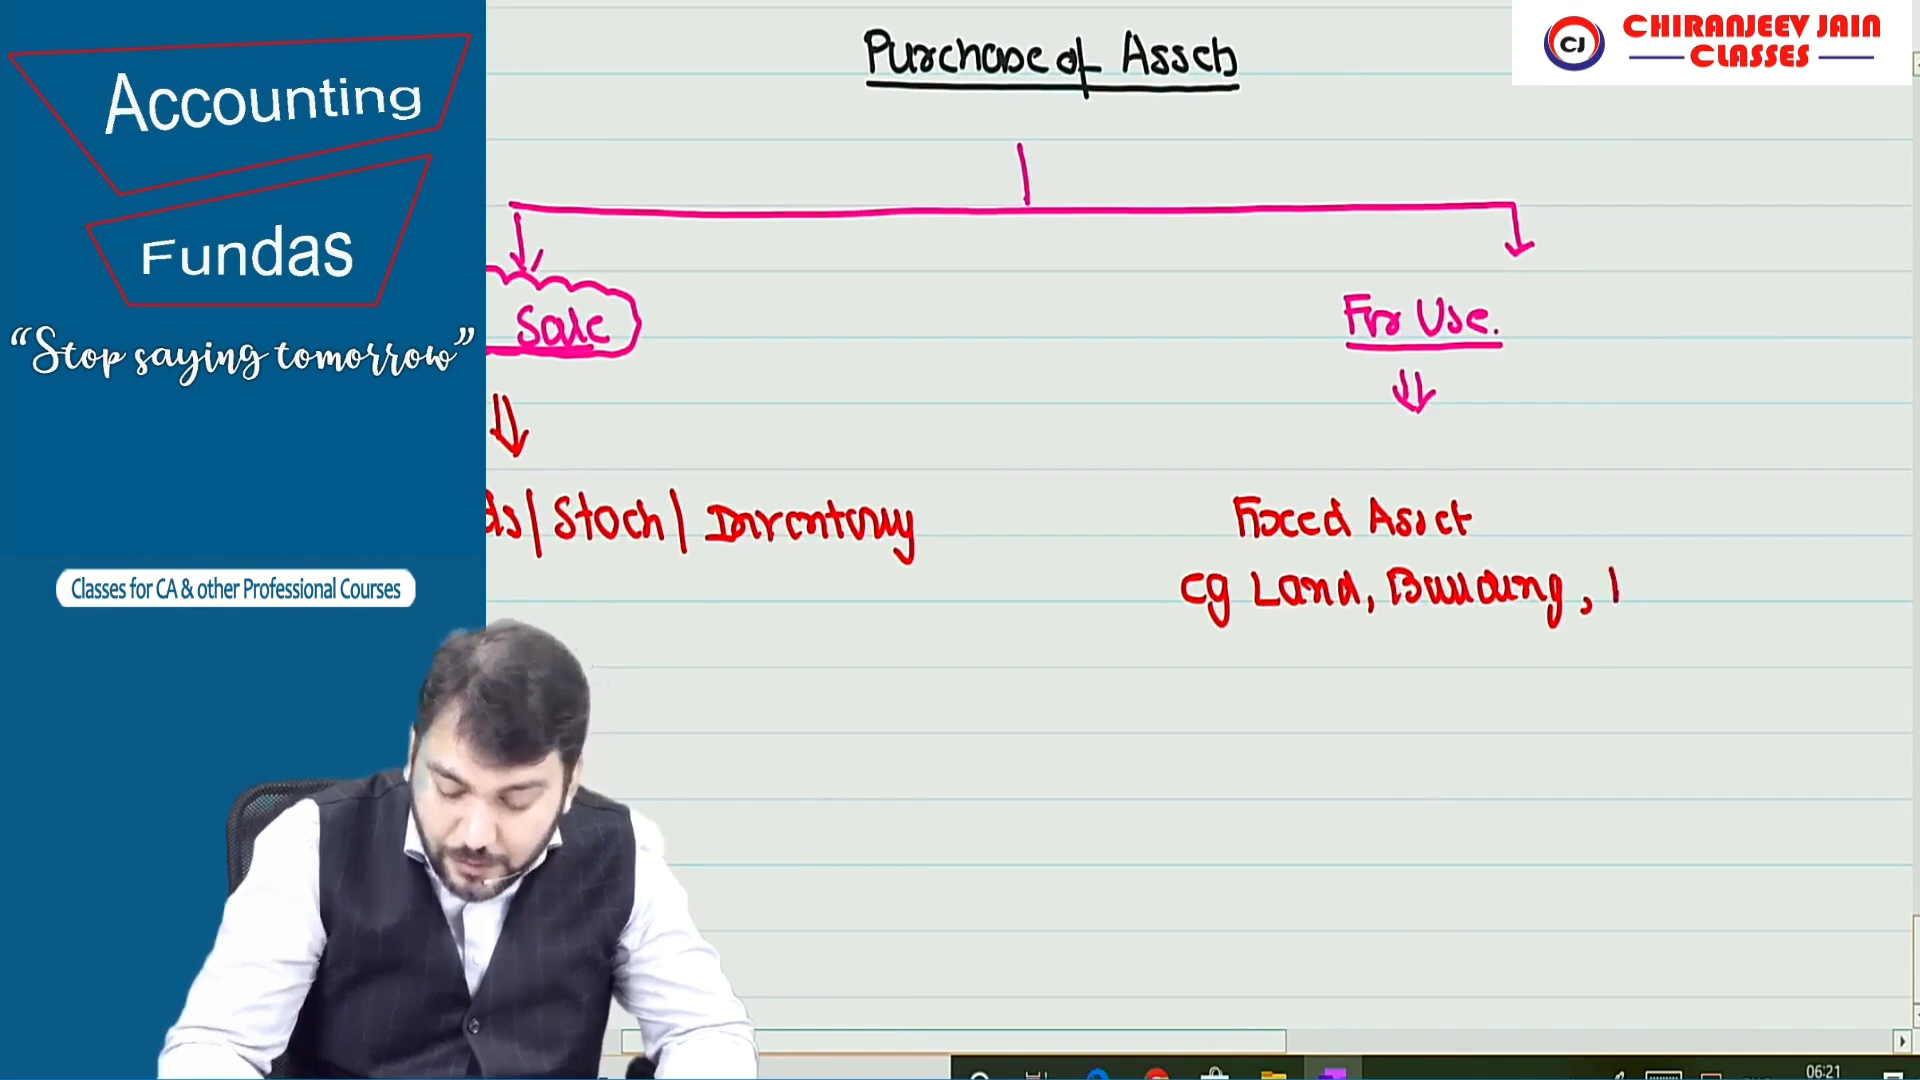 Purchase of Assets
CHIRANJEEV JAIN
CLASSES
CJ
Accounting
Fundas
“Stop saying tomorrow”
Sale
For Use.
ds | Stock | Inventory
Fixed Asset
eg Land, Building,
Classes for CA & other Professional Courses
06:21